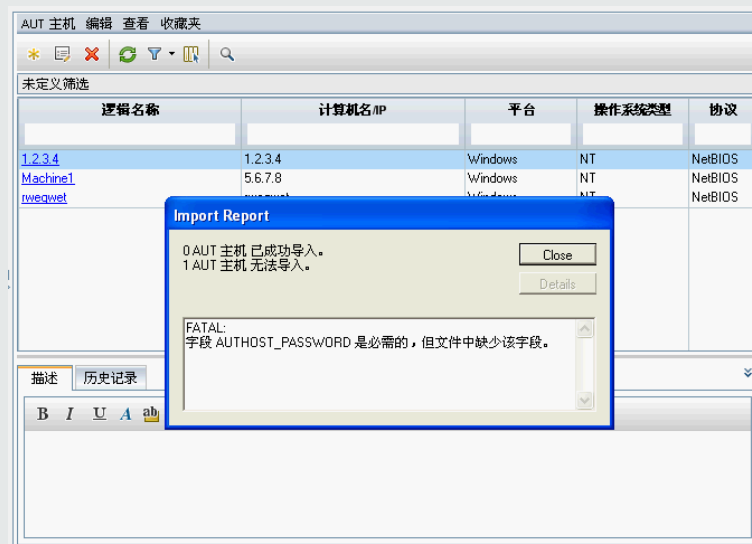 AUT 主机 编辑 查看 收藏夹
未定义筛选
逻辑名称 计算机名/IP 平台 操作系统类型 协议
1.2.3.4 1.2.3.4 Windows NT NetBIOS
Machine1 5.6.7.8 Windows NT NetBIOS
rweqwet rweqwet Windows NT NetBIOS
Import Report
0 AUT 主机 已成功导入。
1 AUT 主机 无法导入。
Close
Details
FATAL:
字段 AUTHOST_PASSWORD 是必需的，但文件中缺少该字段。
描述 历史记录
B I U A ab